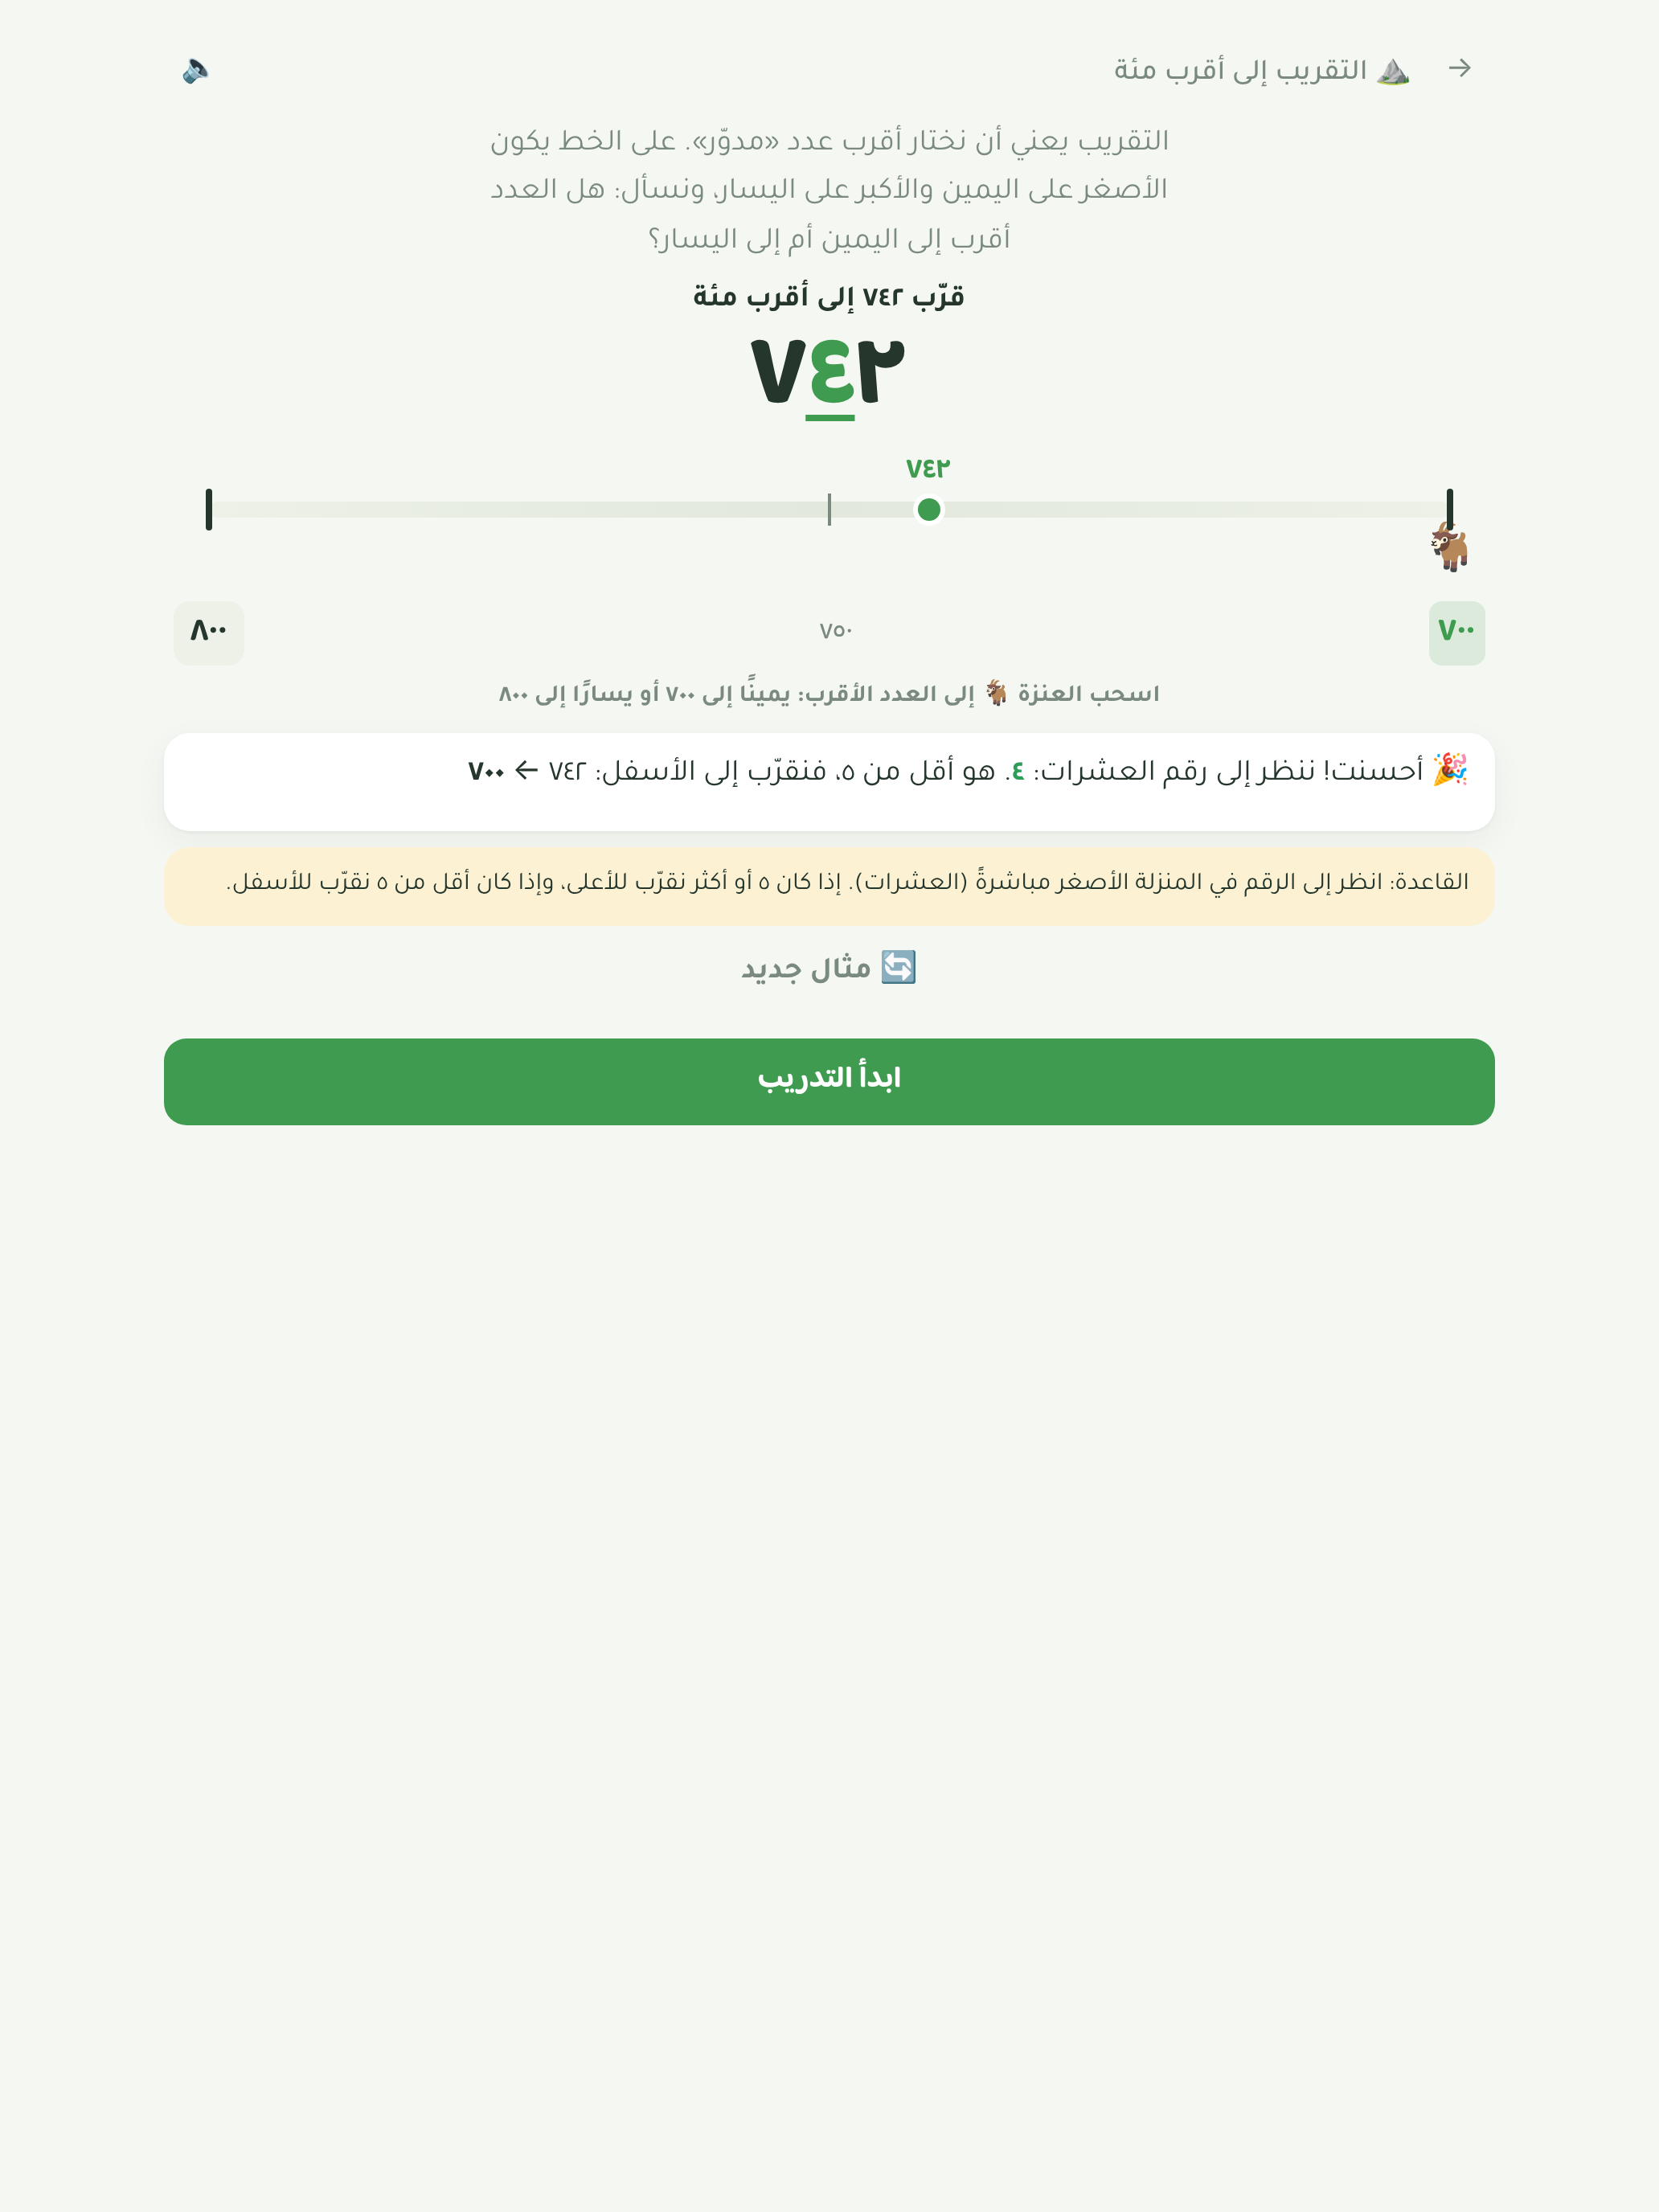 → ⛰️ التقريب إلى أقرب مئة 🔈
التقريب يعني أن نختار أقرب عدد «مدوّر». على الخط يكون
الأصغر على اليمين والأكبر على اليسار، ونسأل: هل العدد
أقرب إلى اليمين أم إلى اليسار؟
قرّب ٧٤٢ إلى أقرب مئة
٧٤٢
٧٤٢
٧٠٠ ٧٥٠ ٨٠٠
اسحب العنزة 🐐 إلى العدد الأقرب: يمينًا إلى ٧٠٠ أو يسارًا إلى ٨٠٠
🎉 أحسنت! ننظر إلى رقم العشرات: ٤. هو أقل من ٥، فنقرّب إلى الأسفل: ٧٤٢ ← ٧٠٠
القاعدة: انظر إلى الرقم في المنزلة الأصغر مباشرةً (العشرات). إذا كان ٥ أو أكثر نقرّب للأعلى، وإذا كان أقل من ٥ نقرّب للأسفل.
🔄 مثال جديد
ابدأ التدريب